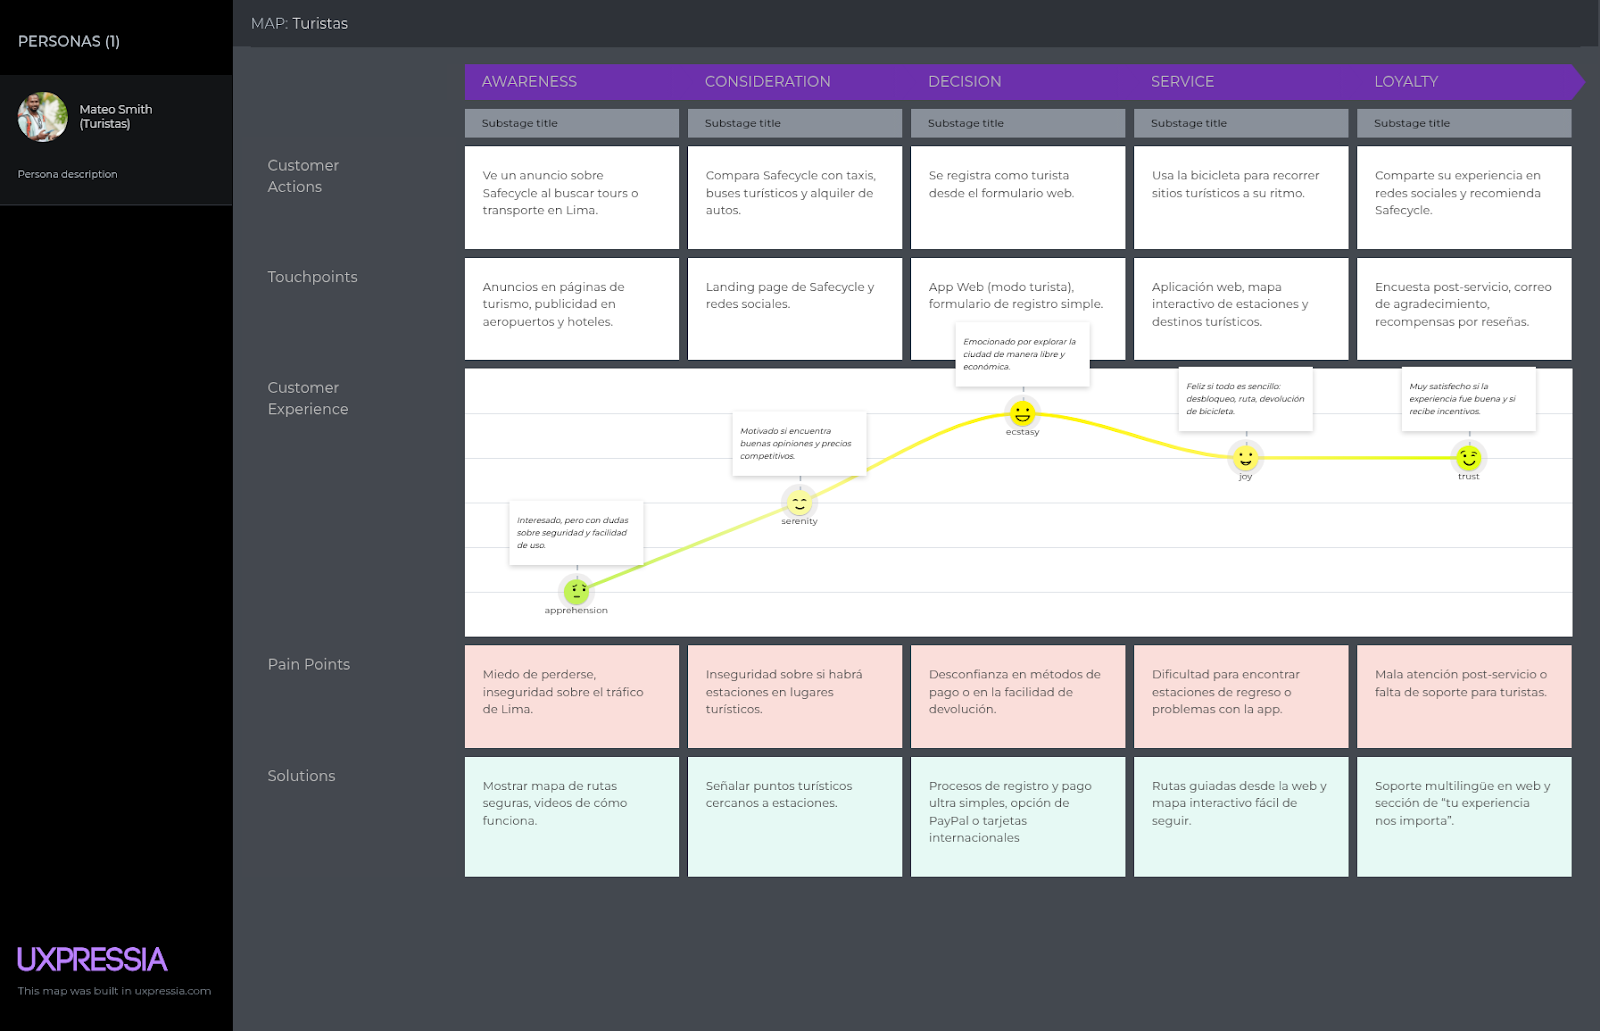 PERSONAS (1)
Mateo Smith
(Turistas)
Persona description
MAP: Turistas
AWARENESS
CONSIDERATION
DECISION
SERVICE
LOYALTY
Substage title
Substage title
Substage title
Substage title
Substage title
Customer
Actions
Ve un anuncio sobre
Safecycle al buscar tours o
transporte en Lima.
Compara Safecycle con taxis,
buses turísticos y alquiler de
autos.
Se registra como turista
desde el formulario web.
Usa la bicicleta para recorrer
sitios turísticos a su ritmo.
Comparte su experiencia en
redes sociales y recomienda
Safecycle.
Touchpoints
Anuncios en páginas de
turismo, publicidad en
aeropuertos y hoteles.
Landing page de Safecycle y
redes sociales.
App Web (modo turista),
formulario de registro simple.
Aplicación web, mapa
interactivo de estaciones y
destinos turísticos.
Encuesta post-servicio, correo
de agradecimiento,
recompensas por reseñas.
Customer
Experience
Interesado, pero con dudas
sobre seguridad y facilidad
de uso.
apprehension
Motivado si encuentra
buenas opiniones y precios
competitivos.
serenity
Emocionado por explorar la
ciudad de manera libre y
económica.
ecstasy
Feliz si todo es sencillo:
desbloqueo, ruta, devolución
de bicicleta.
joy
Muy satisfecho si la
experiencia fue buena y si
recibe incentivos.
trust
Pain Points
Miedo de perderse,
inseguridad sobre el tráfico
de Lima.
Inseguridad sobre si habrá
estaciones en lugares
turísticos.
Desconfianza en métodos de
pago o en la facilidad de
devolución.
Dificultad para encontrar
estaciones de regreso o
problemas con la app.
Mala atención post-servicio o
falta de soporte para turistas.
Solutions
Mostrar mapa de rutas
seguras, videos de cómo
funciona.
Señalar puntos turísticos
cercanos a estaciones.
Procesos de registro y pago
ultra simples, opción de
PayPal o tarjetas
internacionales
Rutas guiadas desde la web y
mapa interactivo fácil de
seguir.
Soporte multilingüe en web y
sección de “tu experiencia
nos importa”.
UXPRESSIA
This map was built in uxpressia.com